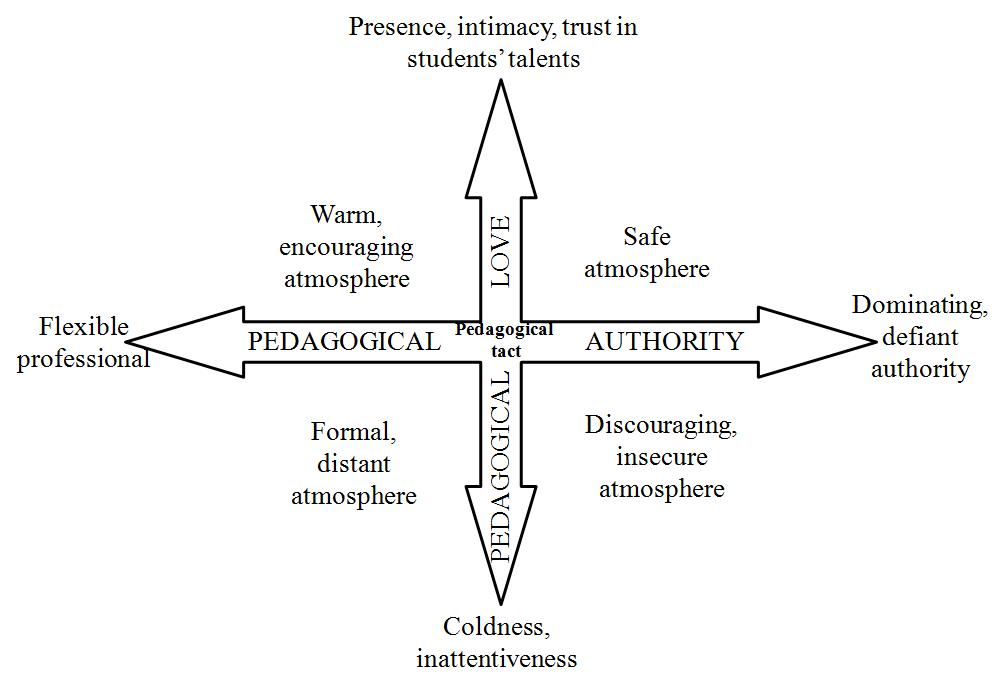 Presence, intimacy, trust in
students’ talents
Warm,
encouraging
atmosphere
LOVE
Safe
atmosphere
Flexible
professional
PEDAGOGICAL
Pedagogical
tact
AUTHORITY
Dominating,
defiant
authority
Formal,
distant
atmosphere
PEDAGOGICAL
Discouraging,
insecure
atmosphere
Coldness,
inattentiveness